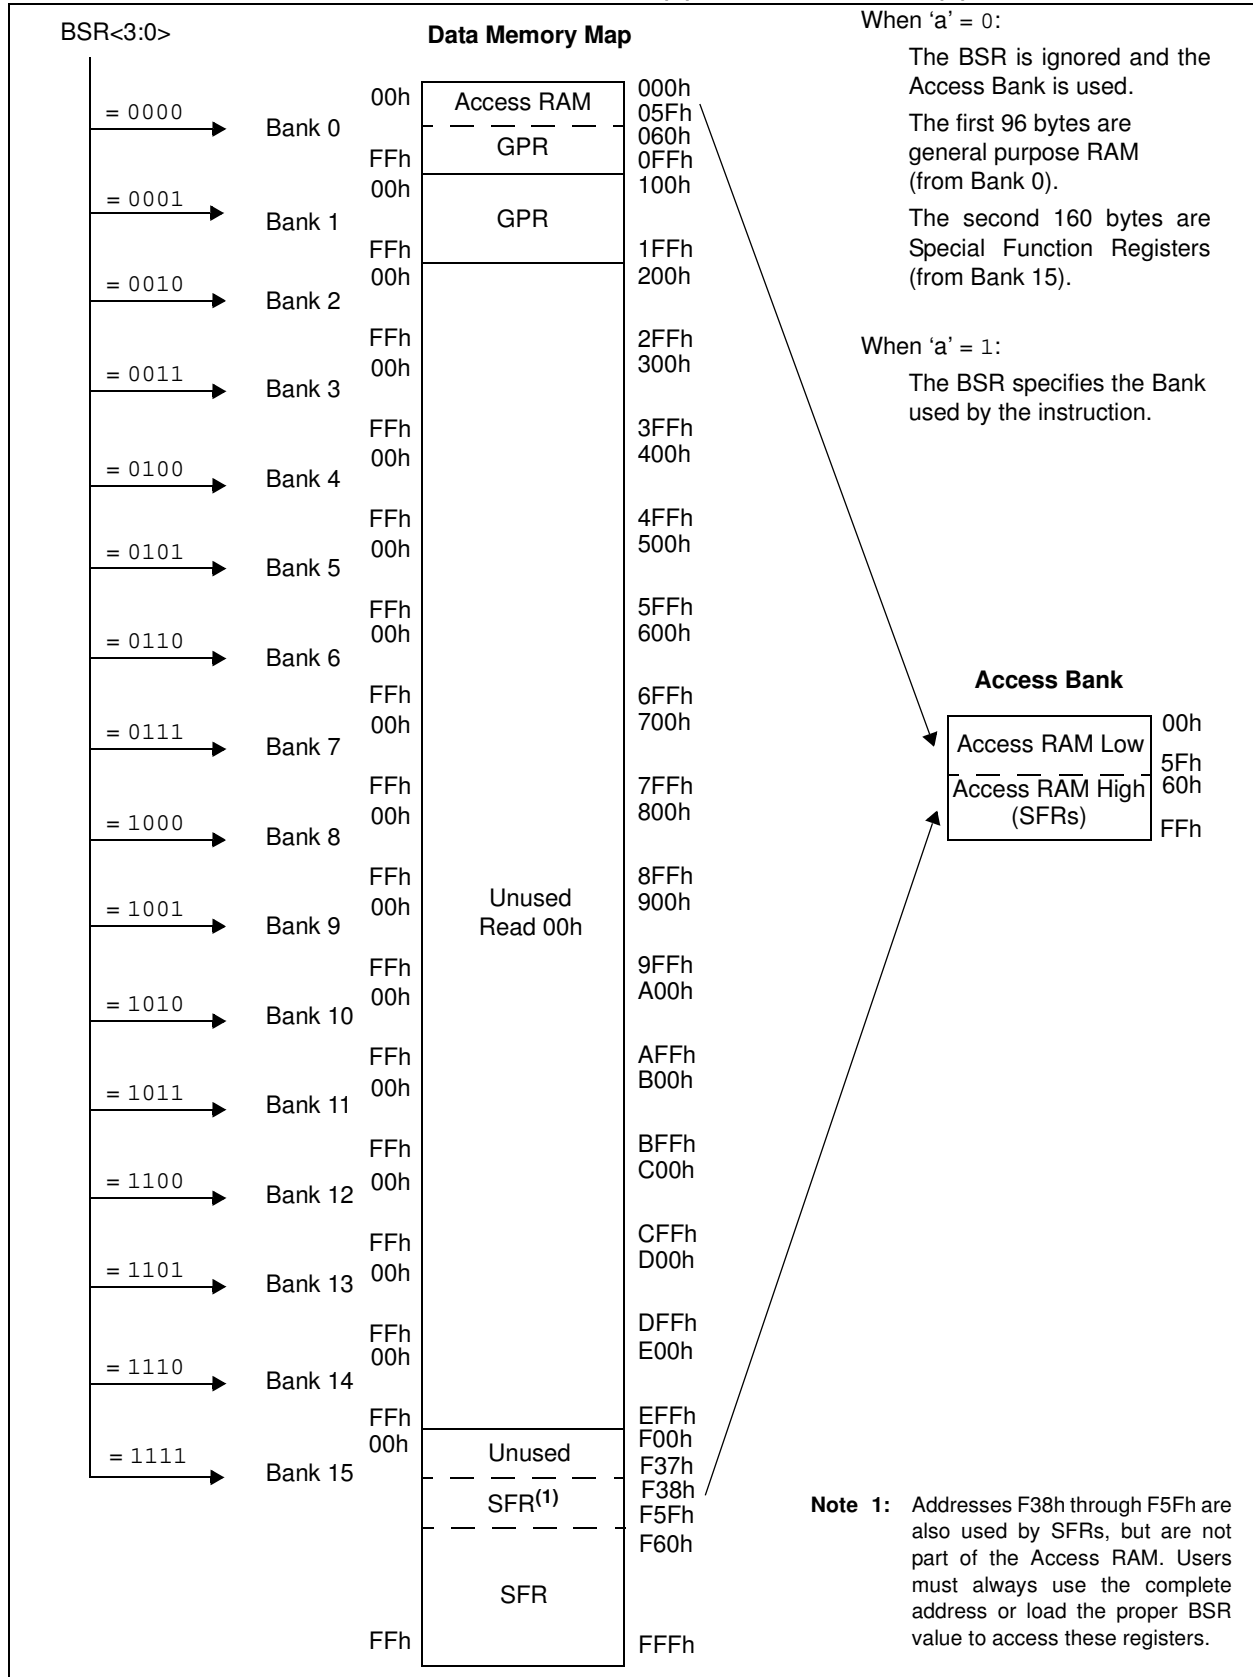 BSR<3:0>
Data Memory Map
When ‘a’ = 0:
The BSR is ignored and the
Access Bank is used.
The first 96 bytes are
general purpose RAM
(from Bank 0).
The second 160 bytes are
Special Function Registers
(from Bank 15).
When ‘a’ = 1:
The BSR specifies the Bank
used by the instruction.
= 0000
Bank 0
00h
FFh
Access RAM
GPR
000h
05Fh
060h
0FFh
= 0001
Bank 1
00h
FFh
GPR
100h
1FFh
= 0010
Bank 2
00h
FFh
200h
2FFh
= 0011
Bank 3
00h
FFh
300h
3FFh
= 0100
Bank 4
00h
FFh
400h
4FFh
= 0101
Bank 5
00h
FFh
500h
5FFh
= 0110
Bank 6
00h
FFh
600h
6FFh
= 0111
Bank 7
00h
FFh
700h
7FFh
= 1000
Bank 8
00h
FFh
800h
8FFh
= 1001
Bank 9
00h
FFh
Unused
Read 00h
900h
9FFh
= 1010
Bank 10
00h
FFh
A00h
AFFh
= 1011
Bank 11
00h
FFh
B00h
BFFh
= 1100
Bank 12
00h
FFh
C00h
CFFh
= 1101
Bank 13
00h
FFh
D00h
DFFh
= 1110
Bank 14
00h
FFh
E00h
EFFh
= 1111
Bank 15
00h
FFh
Unused
SFR(1)
SFR
F00h
F37h
F38h
F5Fh
F60h
FFFh
Access Bank
Access RAM Low
Access RAM High
(SFRs)
00h
5Fh
60h
FFh
Note 1: Addresses F38h through F5Fh are
also used by SFRs, but are not
part of the Access RAM. Users
must always use the complete
address or load the proper BSR
value to access these registers.